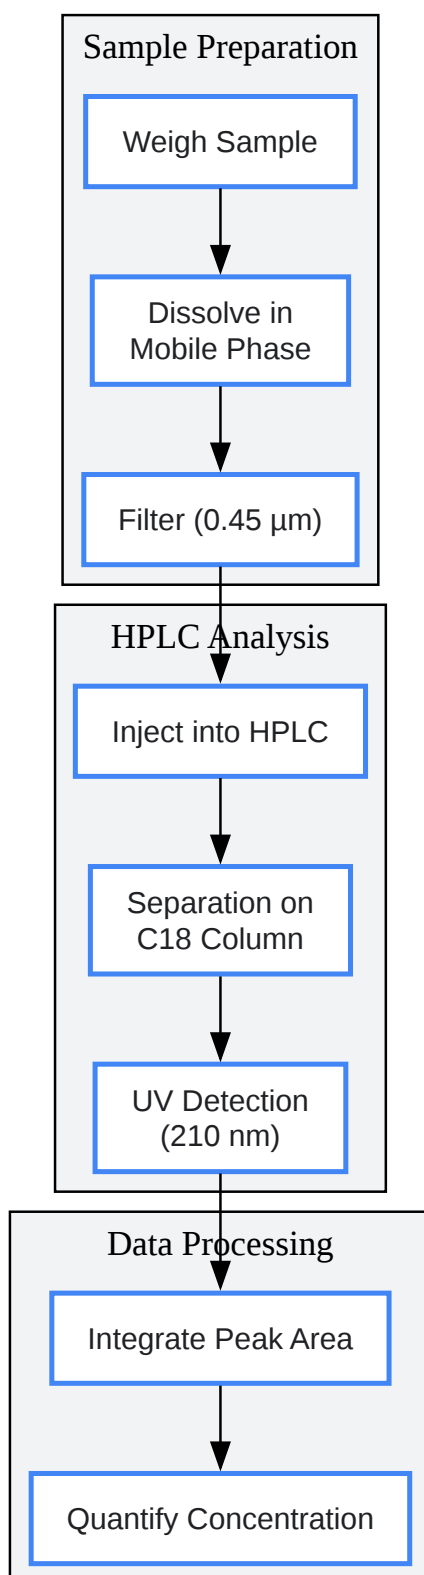 Sample Preparation
Weigh Sample
Dissolve in
Mobile Phase
Filter (0.45 µm)
HPLC Analysis
Inject into HPLC
Separation on
C18 Column
UV Detection
(210 nm)
Data Processing
Integrate Peak Area
Quantify Concentration